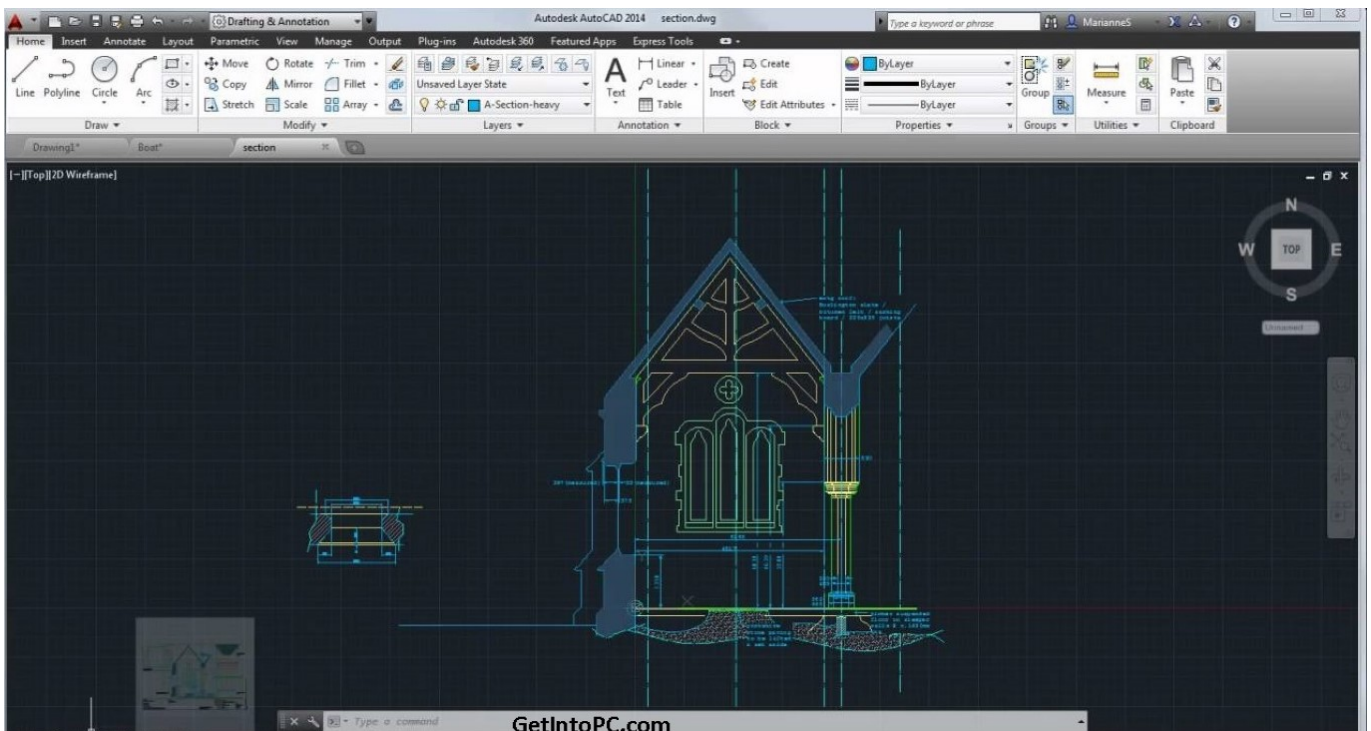 Drafting & Annotation
Autodesk AutoCAD 2014 section.dwg
Type a keyword or phrase
MarianneS
Home Insert Annotate Layout Parametric View Manage Output Plug-ins Autodesk 360 Featured Apps Express Tools
Move Rotate Trim
Unsaved Layer State
Linear
Create
ByLayer
Line Polyline Circle Arc
Copy Mirror Fillet
Text
Leader
Insert
Edit
ByLayer
Group
Measure
Paste
Stretch Scale Array
A-Section-heavy
Table
Edit Attributes
ByLayer
Draw Modify Layers Annotation Block Properties Groups Utilities Clipboard
Drawing1* Boat* section
[−][Top][2D Wireframe]
N
W TOP E
S
Unnamed
Type a command
GetIntoPC.com